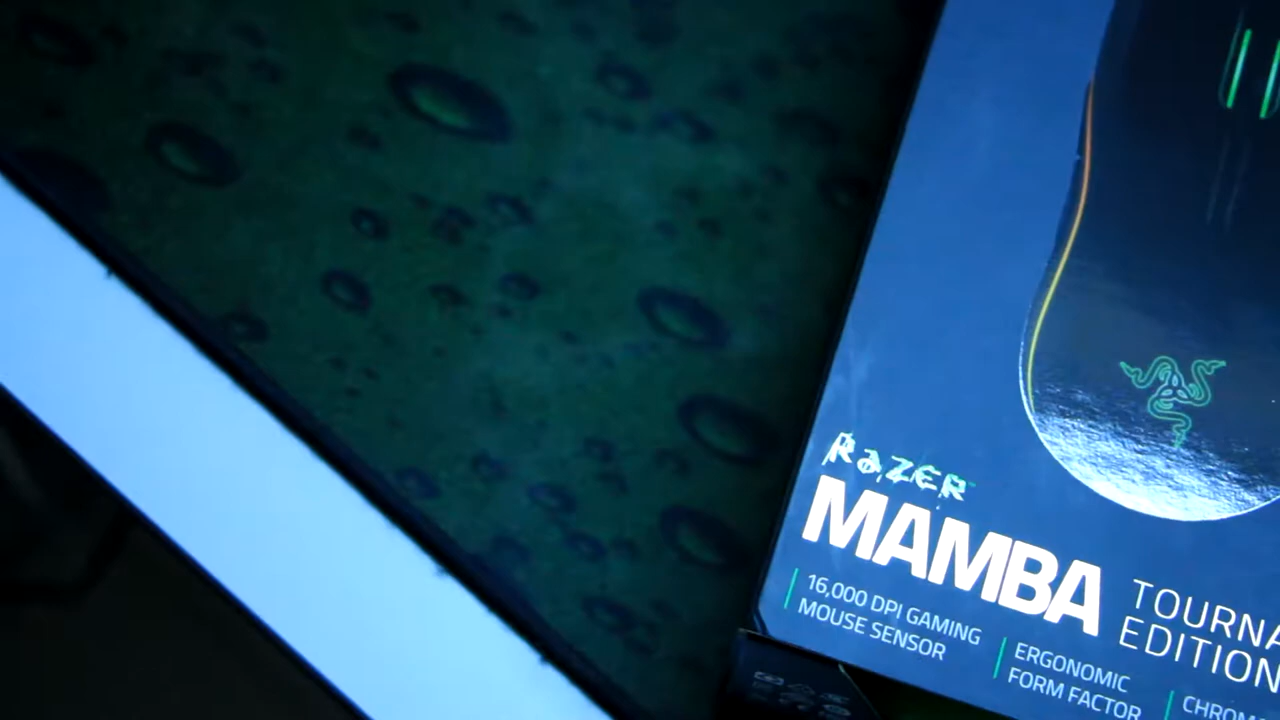 RAZER
MAMBA
TOURNA
EDITION
16,000 DPI GAMING
MOUSE SENSOR
ERGONOMIC
FORM FACTOR
CHROM